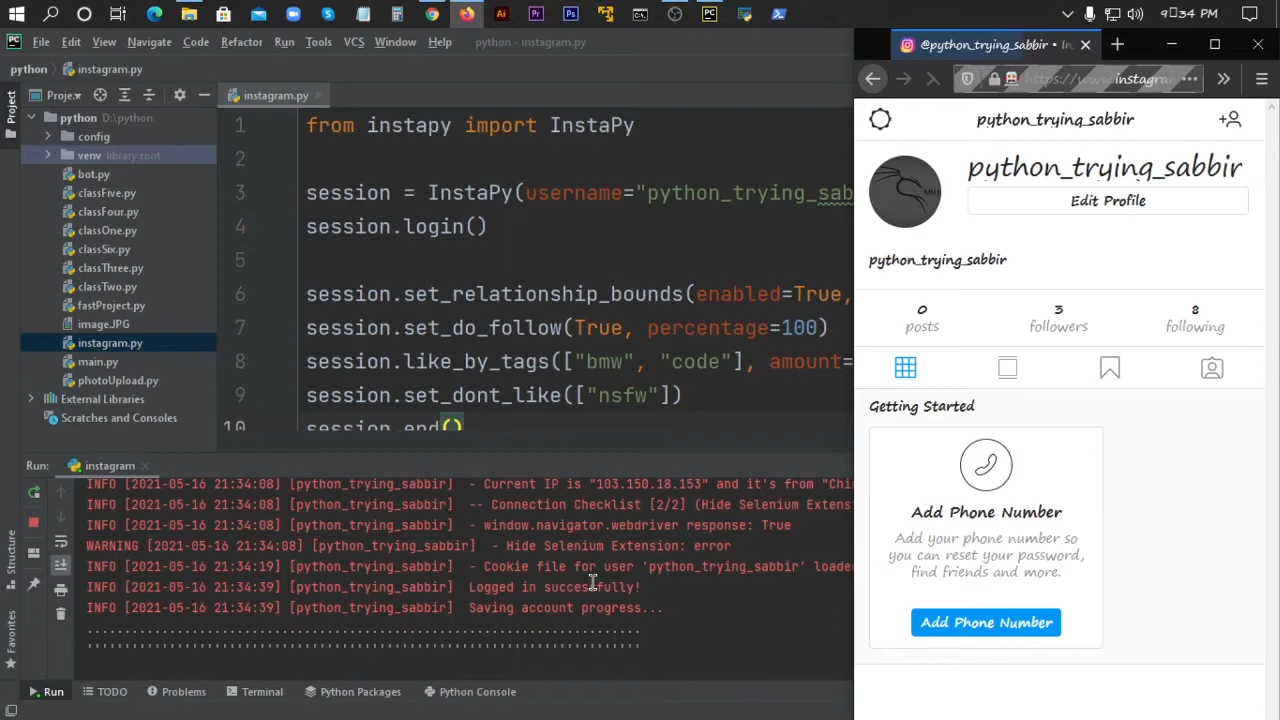 9:34 PM
File Edit View Navigate Code Refactor Run Tools VCS Window Help python - instagram.py
python instagram.py
Project
Proje.. instagram.py
python D:\python
config
venv library root
bot.py
classFive.py
classFour.py
classOne.py
classSix.py
classThree.py
classTwo.py
fastProject.py
image.JPG
instagram.py
main.py
photoUpload.py
External Libraries
Scratches and Consoles
1 from instapy import InstaPy
2
3 session = InstaPy(username="python_trying_sab
4 session.login()
5
6 session.set_relationship_bounds(enabled=True,
7 session.set_do_follow(True, percentage=100)
8 session.like_by_tags(["bmw", "code"], amount=
9 session.set_dont_like(["nsfw"])
10 session.end()
Run: instagram
INFO [2021-05-16 21:34:08] [python_trying_sabbir] - Current IP is "103.150.18.153" and it's from "Chi
INFO [2021-05-16 21:34:08] [python_trying_sabbir] -- Connection Checklist [2/2] (Hide Selenium Extens
INFO [2021-05-16 21:34:08] [python_trying_sabbir] - window.navigator.webdriver response: True
WARNING [2021-05-16 21:34:08] [python_trying_sabbir] - Hide Selenium Extension: error
INFO [2021-05-16 21:34:19] [python_trying_sabbir] - Cookie file for user 'python_trying_sabbir' loade
INFO [2021-05-16 21:34:39] [python_trying_sabbir] Logged in successfully!
INFO [2021-05-16 21:34:39] [python_trying_sabbir] Saving account progress...
Structure
Favorites
Run TODO Problems Terminal Python Packages Python Console
@python_trying_sabbir • In
https://www.instagra
python_trying_sabbir
python_trying_sabbir
Edit Profile
python_trying_sabbir
0 3 8
posts followers following
Getting Started
Add Phone Number
Add your phone number so
you can reset your password,
find friends and more.
Add Phone Number